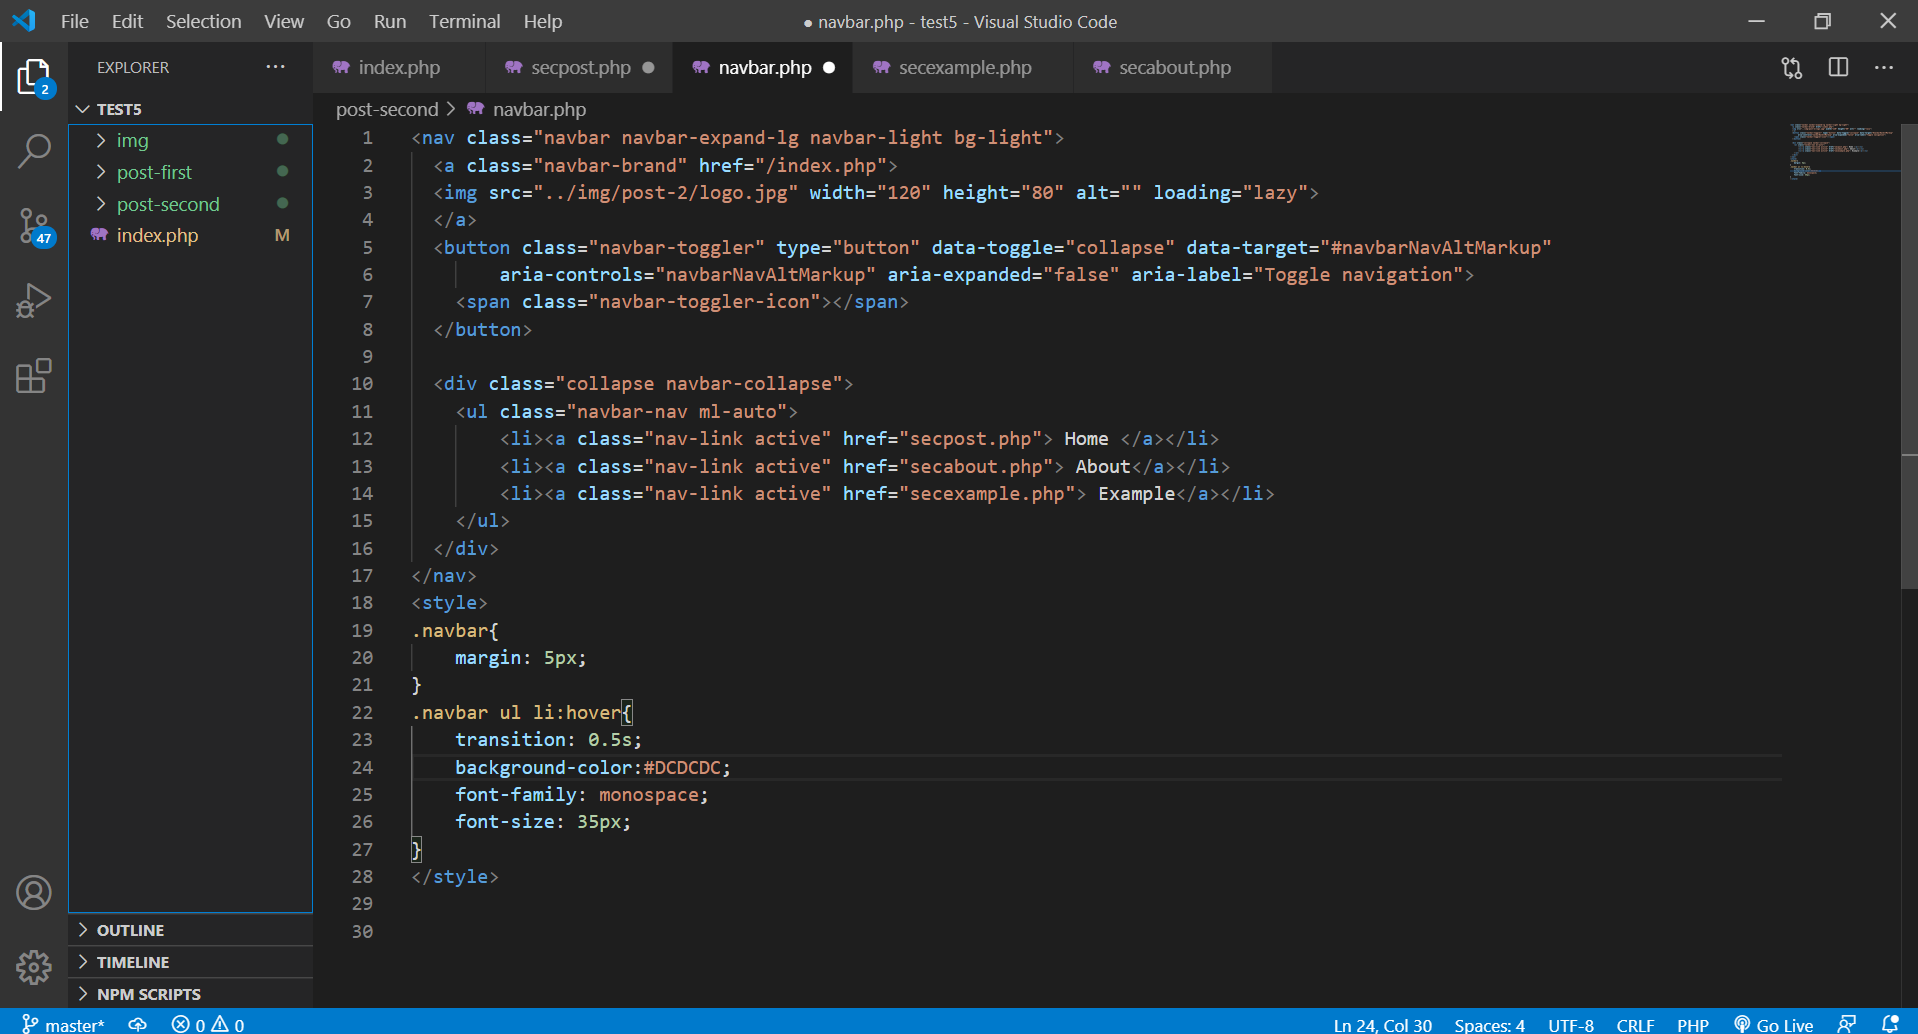 File Edit Selection View Go Run Terminal Help
● navbar.php - test5 - Visual Studio Code
EXPLORER
index.php
secpost.php
navbar.php
secexample.php
secabout.php
2
TEST5
img
post-first
post-second
index.php M
47
OUTLINE
TIMELINE
NPM SCRIPTS
post-second > navbar.php
1 <nav class="navbar navbar-expand-lg navbar-light bg-light">
2 <a class="navbar-brand" href="/index.php">
3 <img src="../img/post-2/logo.jpg" width="120" height="80" alt="" loading="lazy">
4 </a>
5 <button class="navbar-toggler" type="button" data-toggle="collapse" data-target="#navbarNavAltMarkup"
6 aria-controls="navbarNavAltMarkup" aria-expanded="false" aria-label="Toggle navigation">
7 <span class="navbar-toggler-icon"></span>
8 </button>
9
10 <div class="collapse navbar-collapse">
11 <ul class="navbar-nav ml-auto">
12 <li><a class="nav-link active" href="secpost.php"> Home </a></li>
13 <li><a class="nav-link active" href="secabout.php"> About</a></li>
14 <li><a class="nav-link active" href="secexample.php"> Example</a></li>
15 </ul>
16 </div>
17 </nav>
18 <style>
19 .navbar{
20 margin: 5px;
21 }
22 .navbar ul li:hover{
23 transition: 0.5s;
24 background-color:#DCDCDC;
25 font-family: monospace;
26 font-size: 35px;
27 }
28 </style>
29
30
master* 0 0
Ln 24, Col 30 Spaces: 4 UTF-8 CRLF PHP Go Live